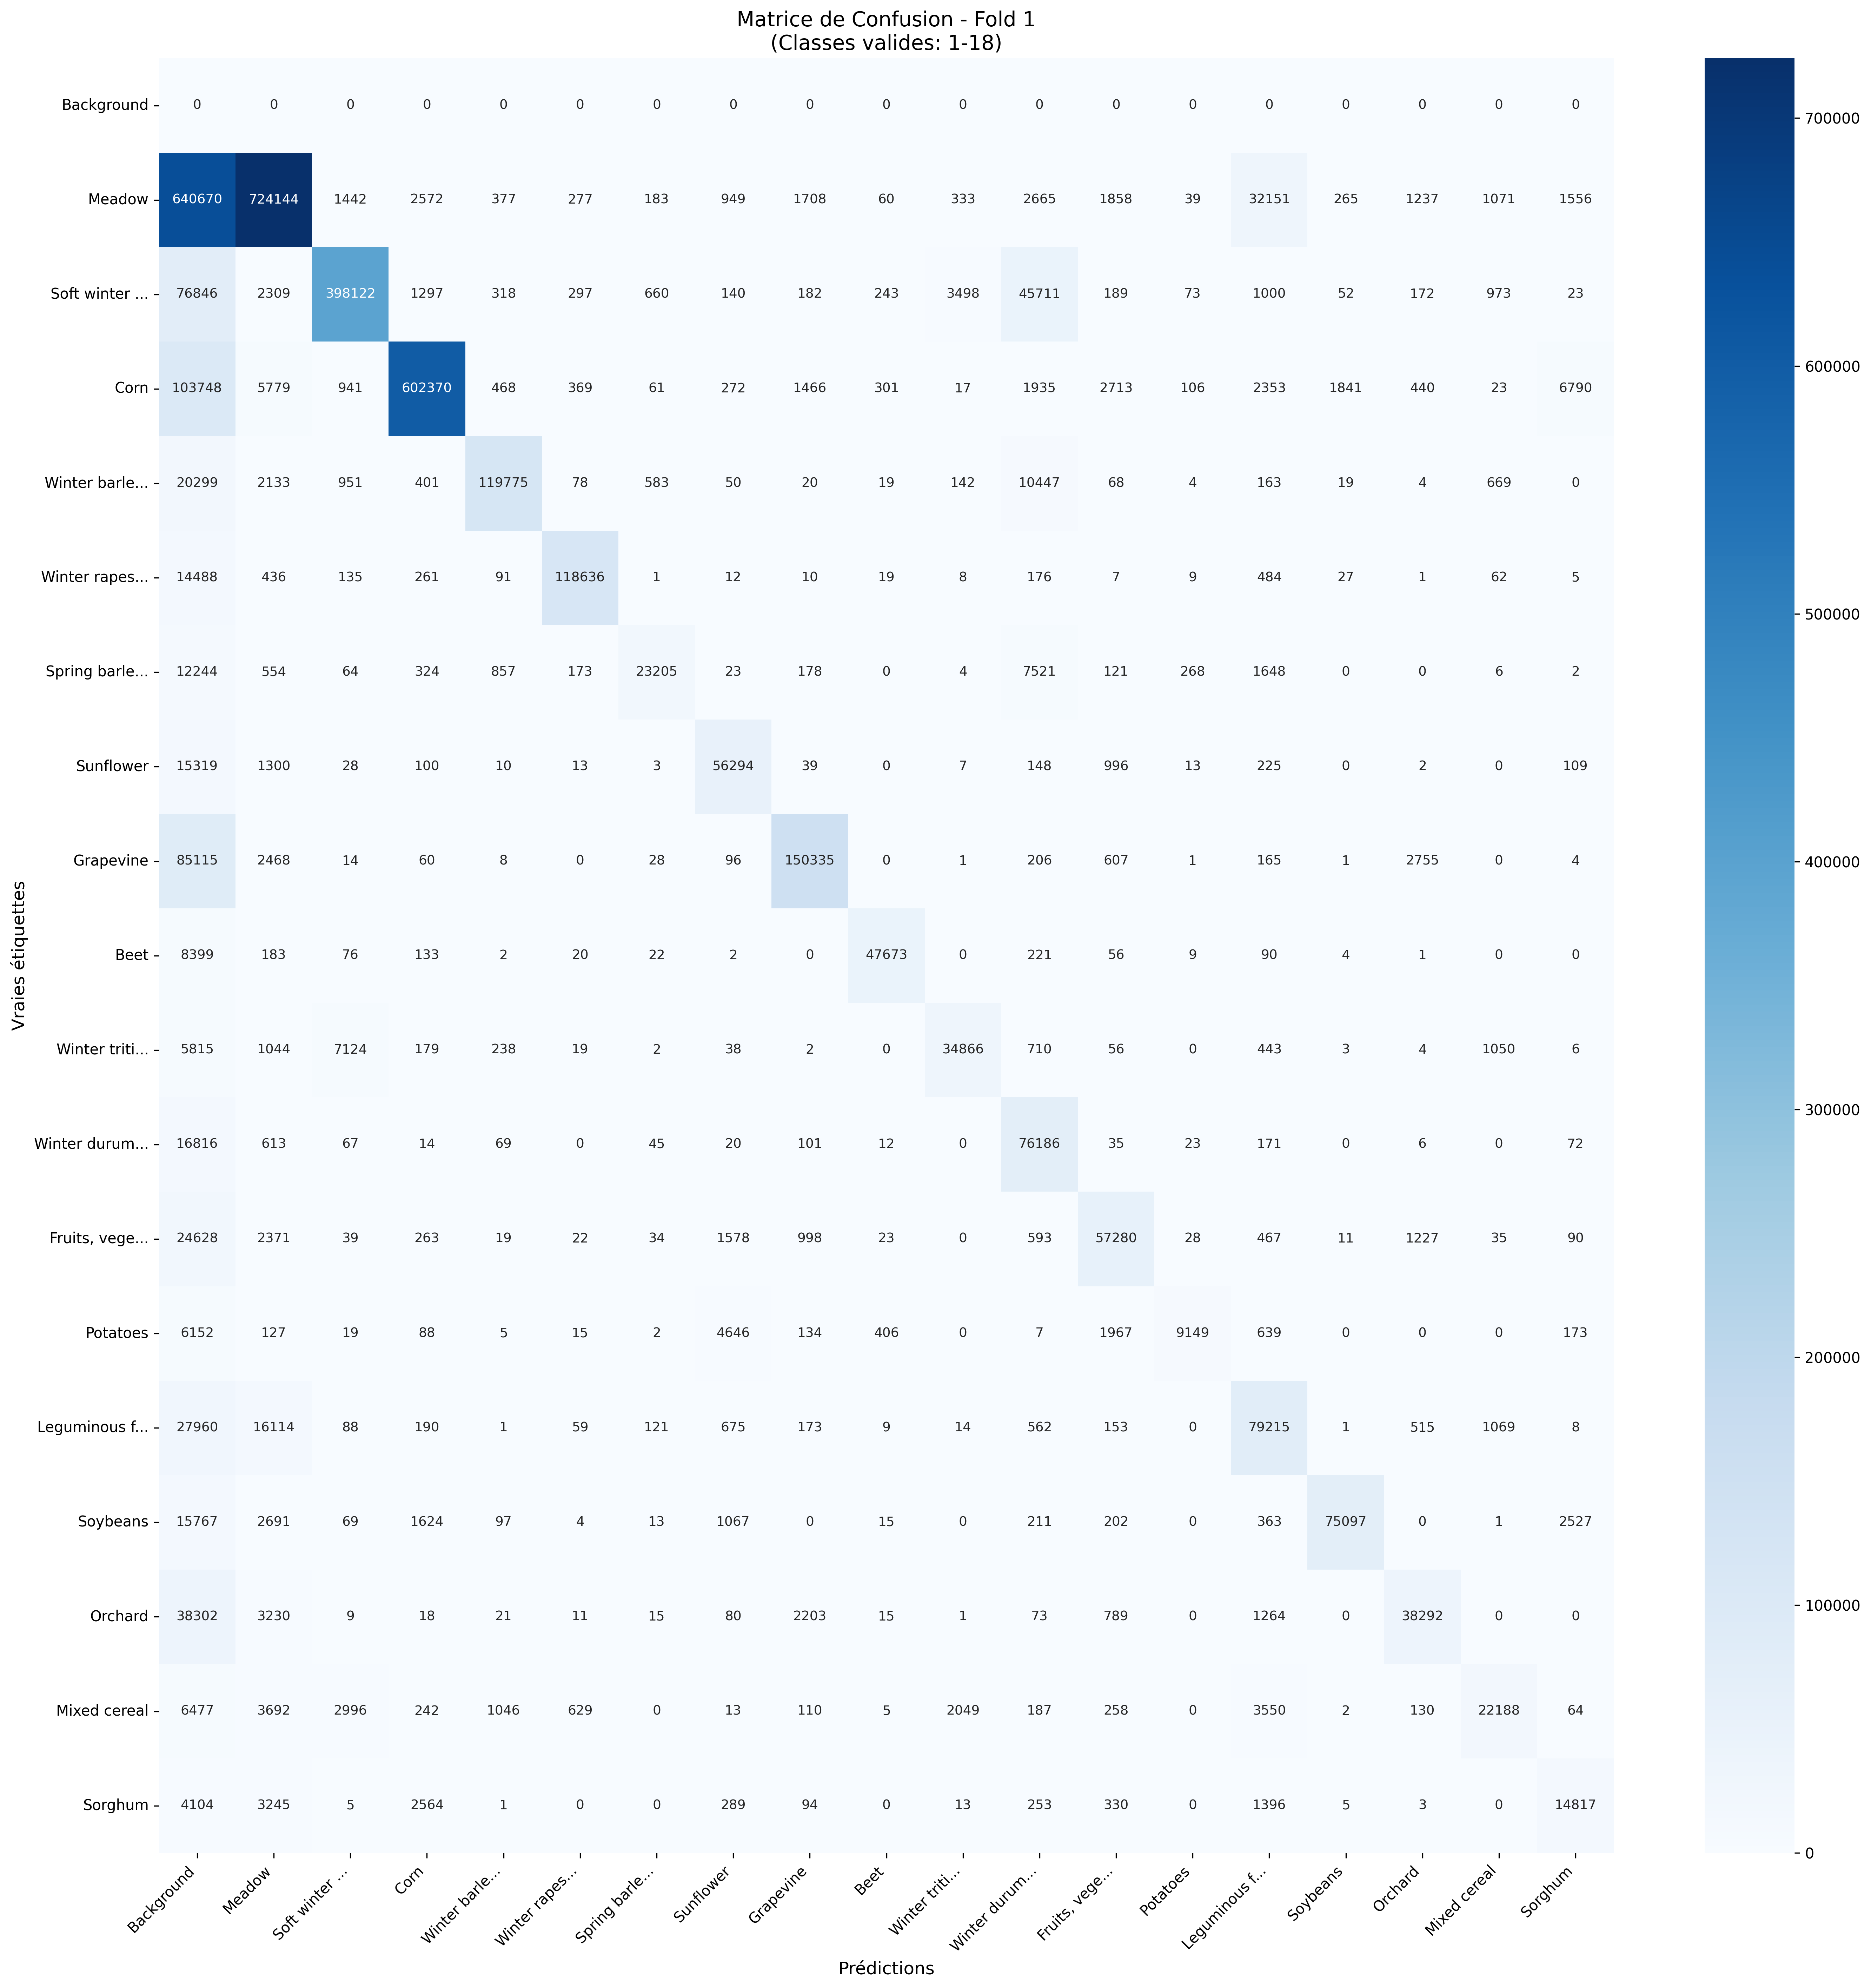 Matrice de Confusion - Fold 1
(Classes valides: 1-18)
Vraies étiquettes
Background 0 0 0 0 0 0 0 0 0 0 0 0 0 0 0 0 0 0 0
Meadow 640670 724144 1442 2572 377 277 183 949 1708 60 333 2665 1858 39 32151 265 1237 1071 1556
Soft winter ... 76846 2309 398122 1297 318 297 660 140 182 243 3498 45711 189 73 1000 52 172 973 23
Corn 103748 5779 941 602370 468 369 61 272 1466 301 17 1935 2713 106 2353 1841 440 23 6790
Winter barle... 20299 2133 951 401 119775 78 583 50 20 19 142 10447 68 4 163 19 4 669 0
Winter rapes... 14488 436 135 261 91 118636 1 12 10 19 8 176 7 9 484 27 1 62 5
Spring barle... 12244 554 64 324 857 173 23205 23 178 0 4 7521 121 268 1648 0 0 6 2
Sunflower 15319 1300 28 100 10 13 3 56294 39 0 7 148 996 13 225 0 2 0 109
Grapevine 85115 2468 14 60 8 0 28 96 150335 0 1 206 607 1 165 1 2755 0 4
Beet 8399 183 76 133 2 20 22 2 0 47673 0 221 56 9 90 4 1 0 0
Winter triti... 5815 1044 7124 179 238 19 2 38 2 0 34866 710 56 0 443 3 4 1050 6
Winter durum... 16816 613 67 14 69 0 45 20 101 12 0 76186 35 23 171 0 6 0 72
Fruits, vege... 24628 2371 39 263 19 22 34 1578 998 23 0 593 57280 28 467 11 1227 35 90
Potatoes 6152 127 19 88 5 15 2 4646 134 406 0 7 1967 9149 639 0 0 0 173
Leguminous f... 27960 16114 88 190 1 59 121 675 173 9 14 562 153 0 79215 1 515 1069 8
Soybeans 15767 2691 69 1624 97 4 13 1067 0 15 0 211 202 0 363 75097 0 1 2527
Orchard 38302 3230 9 18 21 11 15 80 2203 15 1 73 789 0 1264 0 38292 0 0
Mixed cereal 6477 3692 2996 242 1046 629 0 13 110 5 2049 187 258 0 3550 2 130 22188 64
Sorghum 4104 3245 5 2564 1 0 0 289 94 0 13 253 330 0 1396 5 3 0 14817
Background Meadow Soft winter ... Corn Winter barle... Winter rapes... Spring barle... Sunflower Grapevine Beet Winter triti... Winter durum... Fruits, vege... Potatoes Leguminous f... Soybeans Orchard Mixed cereal Sorghum
Prédictions
700000
600000
500000
400000
300000
200000
100000
0